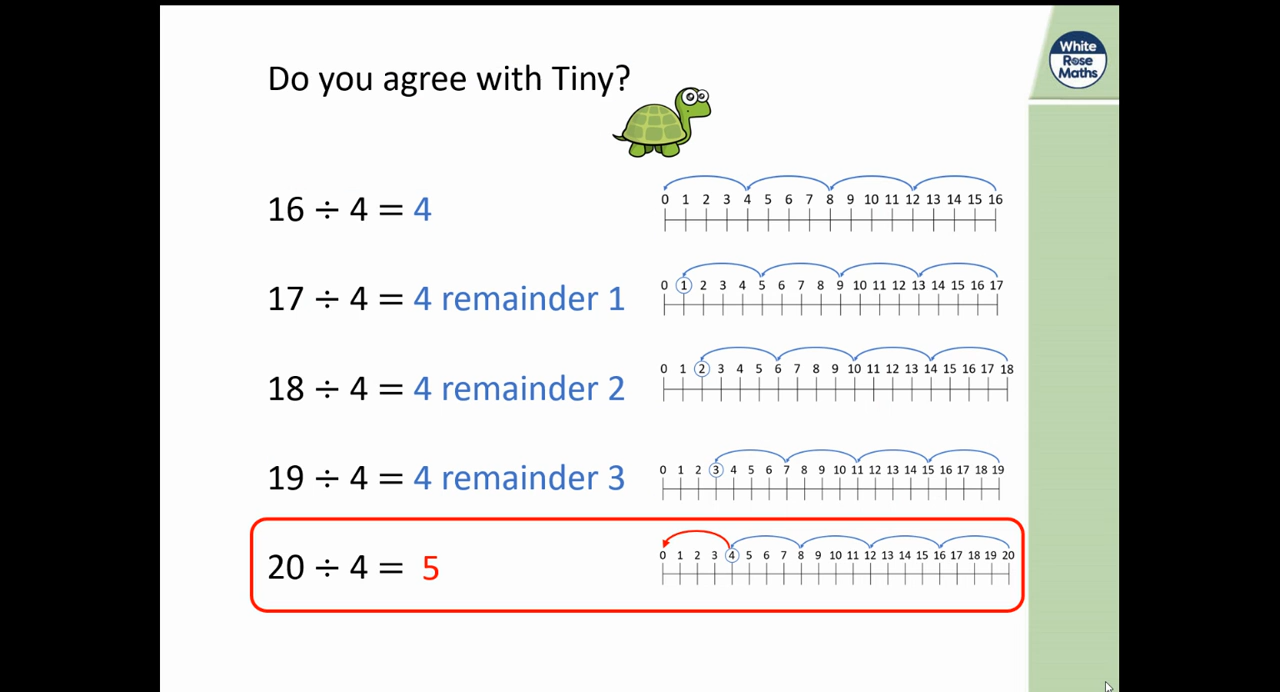 Do you agree with Tiny?
White
Rose
Maths
16 ÷ 4 = 4
0 1 2 3 4 5 6 7 8 9 10 11 12 13 14 15 16
17 ÷ 4 = 4 remainder 1
0 1 2 3 4 5 6 7 8 9 10 11 12 13 14 15 16 17
18 ÷ 4 = 4 remainder 2
0 1 2 3 4 5 6 7 8 9 10 11 12 13 14 15 16 17 18
19 ÷ 4 = 4 remainder 3
0 1 2 3 4 5 6 7 8 9 10 11 12 13 14 15 16 17 18 19
20 ÷ 4 = 5
0 1 2 3 4 5 6 7 8 9 10 11 12 13 14 15 16 17 18 19 20